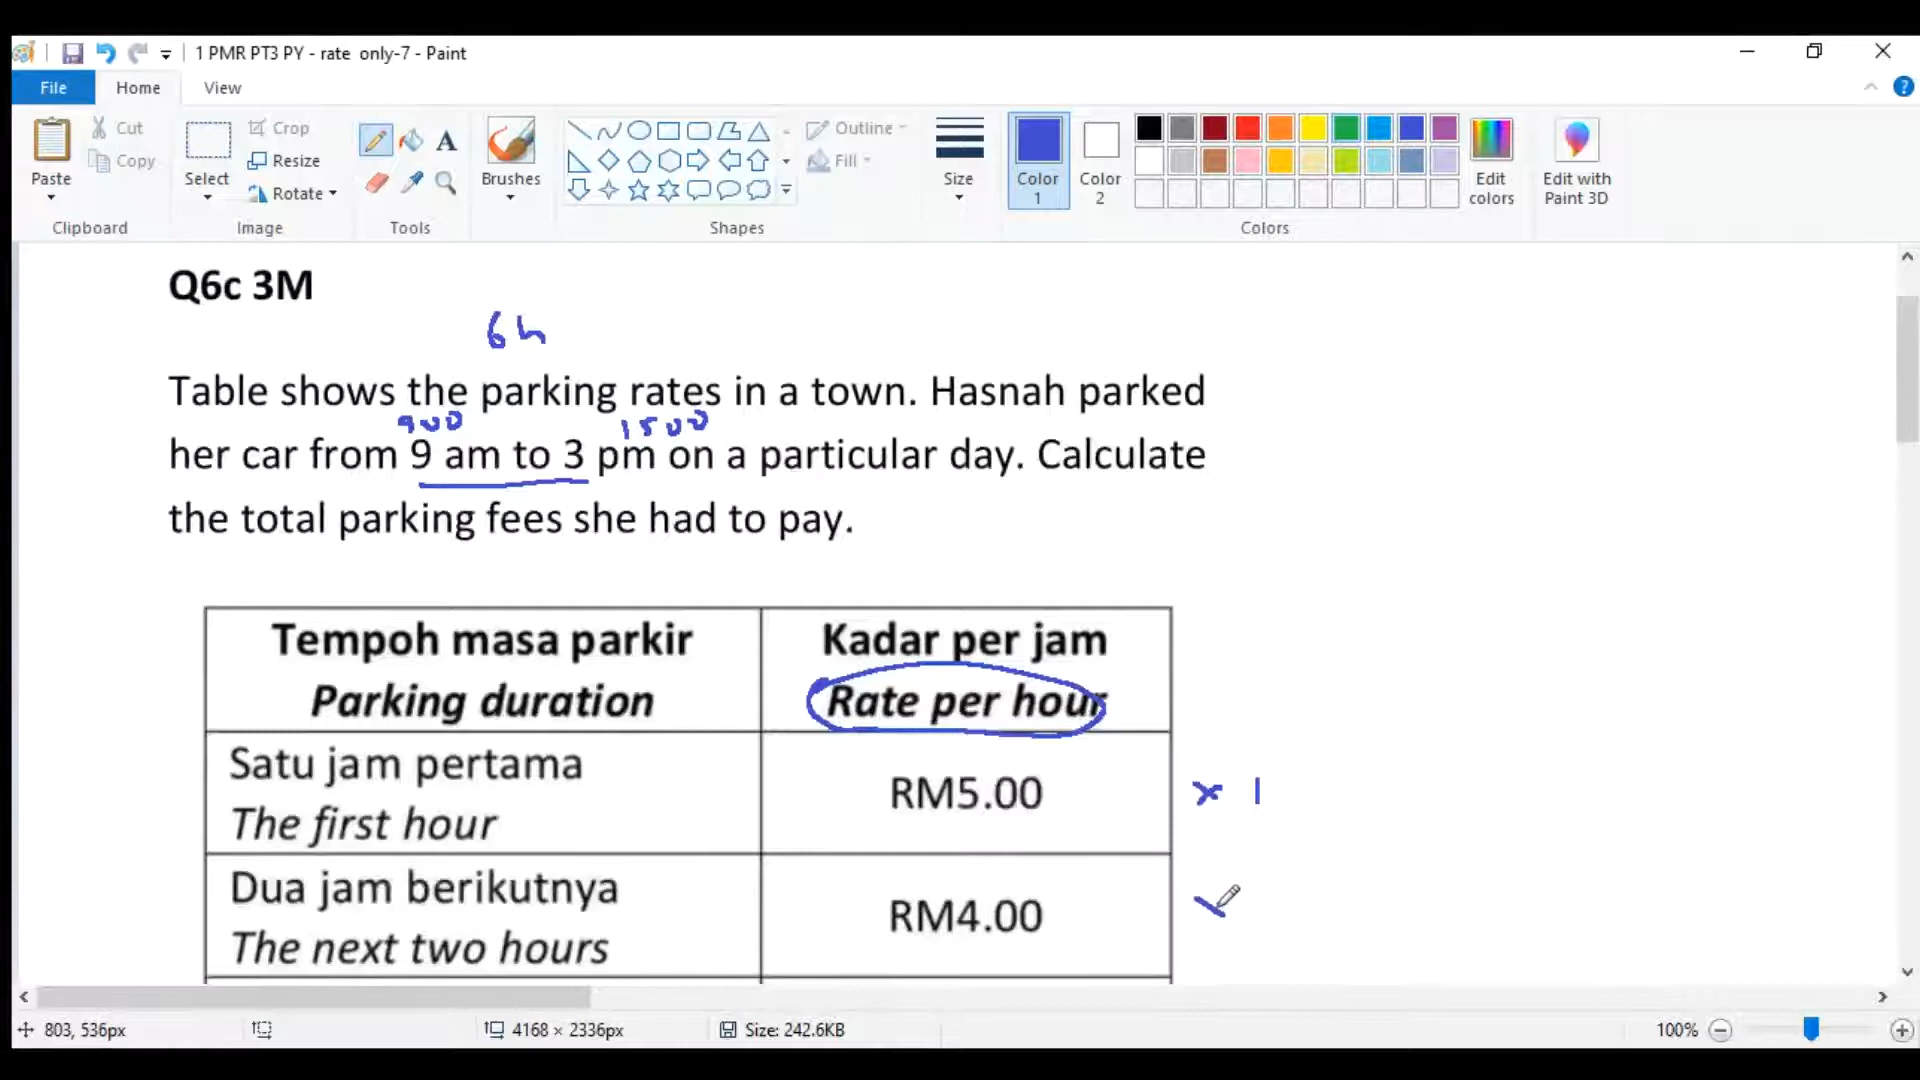 1 PMR PT3 PY - rate only-7 - Paint
File Home View
Paste
Cut
Copy
Clipboard
Select
Crop
Resize
Rotate
Image
A
Tools
Brushes
Shapes
Outline
Fill
Size
Color 1
Color 2
Colors
Edit colors
Edit with Paint 3D
Q6c 3M
6 h
Table shows the parking rates in a town. Hasnah parked
900 1500
her car from 9 am to 3 pm on a particular day. Calculate
the total parking fees she had to pay.
Tempoh masa parkir Kadar per jam
Parking duration Rate per hour
Satu jam pertama
The first hour
RM5.00 × 1
Dua jam berikutnya
The next two hours
RM4.00
803, 536px 4168 × 2336px Size: 242.6KB 100%